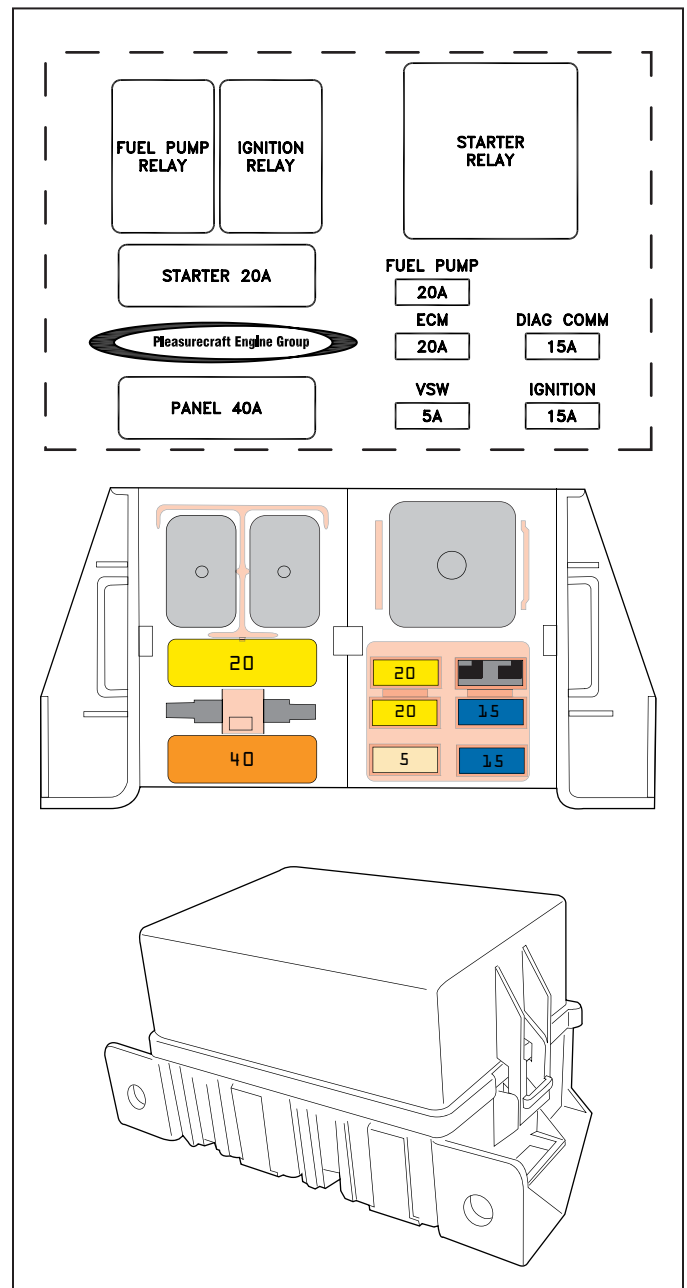 FUEL PUMP
RELAY
IGNITION
RELAY
STARTER
RELAY
STARTER 20A
FUEL PUMP
20A
ECM
20A
DIAG COMM
15A
Pleasurecraft Engine Group
PANEL 40A
VSW
5A
IGNITION
15A
20
20
20
15
40
5
15